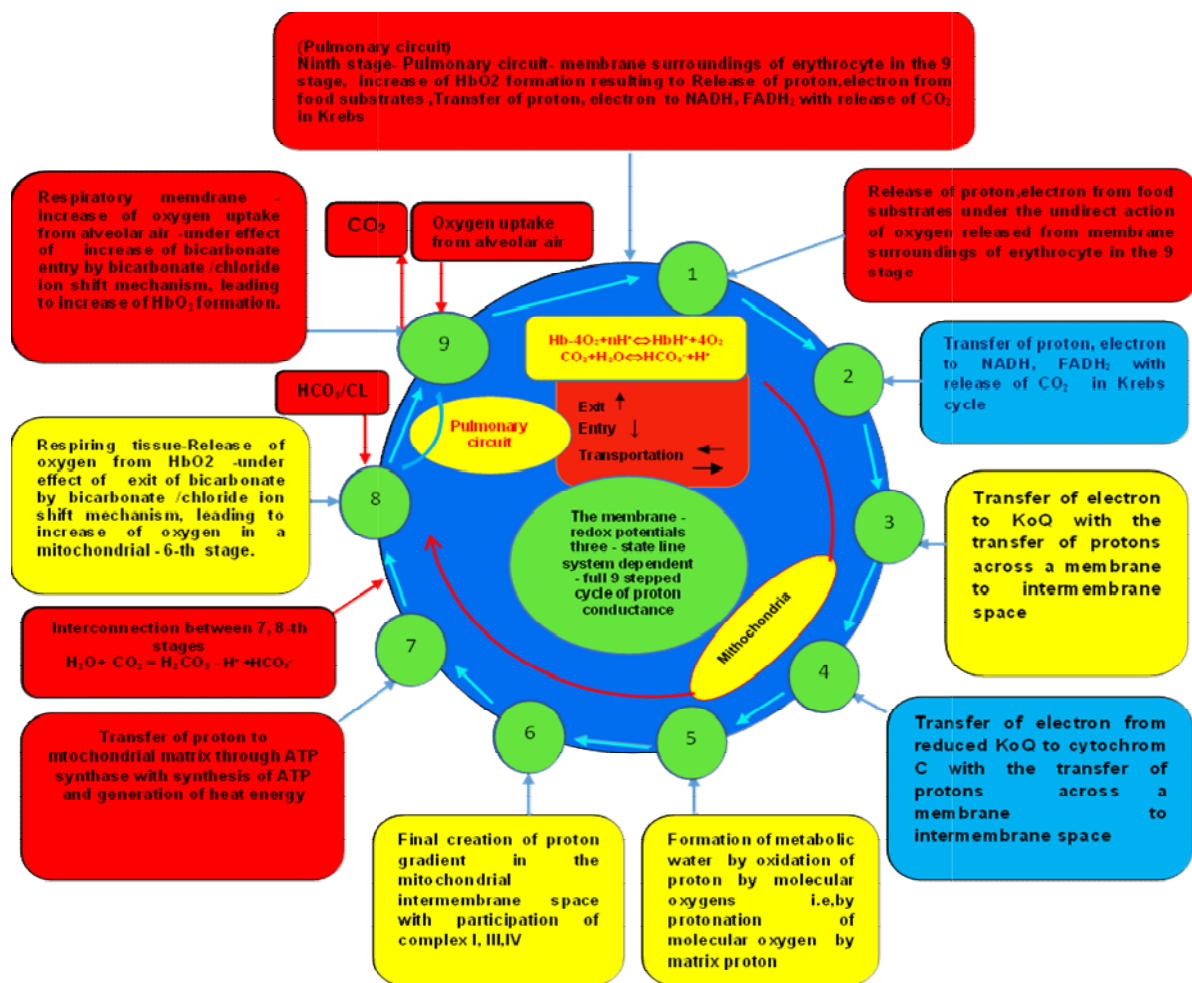 (Pulmonary circuit)
Ninth stage- Pulmonary circuit- membrane surroundings of erythrocyte in the 9
stage, increase of HbO2 formation resulting to Release of proton,electron from
food substrates ,Transfer of proton, electron to NADH, FADH₂ with release of CO₂
in Krebs
Respiratory memdrane -
increase of oxygen uptake
from alveolar air -under effect
of increase of bicarbonate
entry by bicarbonate /chloride
ion shift mechanism, leading
to increase of HbO₂ formation.
CO₂
Oxygen uptake
from alveolar air
Release of proton,electron from food
substrates under the undirect action
of oxygen released from membrane
surroundings of erythrocyte in the 9
stage
1
9
Hb-4O₂+nH⁺⇔HbH⁺+4O₂
CO₂+H₂O⇔HCO₃⁻+H⁺
2
Transfer of proton, electron
to NADH, FADH₂ with
release of CO₂ in Krebs
cycle
HCO₃/CL
Exit ↑
Entry ↓
Transportation ← →
Pulmonary
circuit
Respiring tissue-Release of
oxygen from HbO2 -under
effect of exit of bicarbonate
by bicarbonate /chloride ion
shift mechanism, leading to
increase of oxygen in a
mitochondrial - 6-th stage.
8
3
Transfer of electron
to KoQ with the
transfer of protons
across a membrane
to intermembrane
space
The membrane -
redox potentials
three - state line
system dependent
- full 9 stepped
cycle of proton
conductance
Mithochondria
Interconnection between 7, 8-th
stages
H₂O+ CO₂ = H₂CO₃ - H⁺ +HCO₃⁻
7
4
Transfer of proton to
mtochondrial matrix through ATP
synthase with synthesis of ATP
and generation of heat energy
6
5
Transfer of electron from
reduced KoQ to cytochrom
C with the transfer of
protons across a
membrane to
intermembrane space
Final creation of proton
gradient in the
mitochondrial
intermembrane space
with participation of
complex I, III,IV
Formation of metabolic
water by oxidation of
proton by molecular
oxygens i.e,by
protonation of
molecular oxygen by
matrix proton